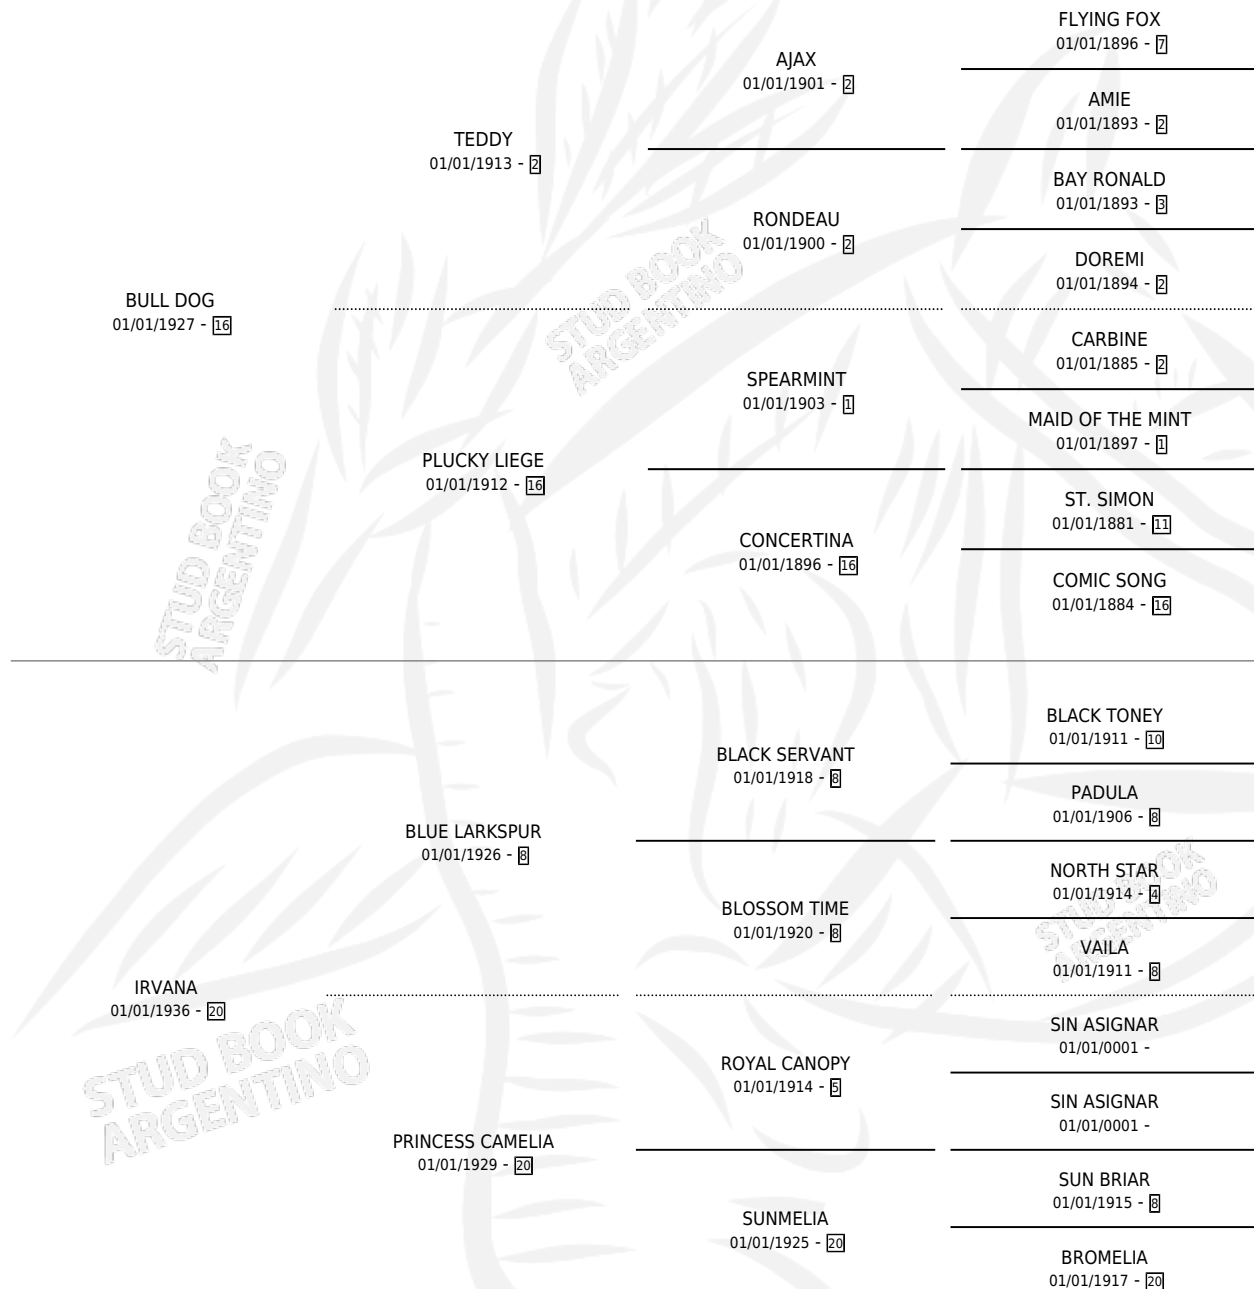 FLYING FOX
01/01/1896 - 7
AJAX
01/01/1901 - 2
AMIE
01/01/1893 - 2
TEDDY
01/01/1913 - 2
BAY RONALD
01/01/1893 - 3
RONDEAU
01/01/1900 - 2
DOREMI
01/01/1894 - 2
BULL DOG
01/01/1927 - 16
CARBINE
01/01/1885 - 2
SPEARMINT
01/01/1903 - 1
MAID OF THE MINT
01/01/1897 - 1
PLUCKY LIEGE
01/01/1912 - 16
ST. SIMON
01/01/1881 - 11
CONCERTINA
01/01/1896 - 16
COMIC SONG
01/01/1884 - 16
BLACK TONEY
01/01/1911 - 10
BLACK SERVANT
01/01/1918 - 8
PADULA
01/01/1906 - 8
BLUE LARKSPUR
01/01/1926 - 8
NORTH STAR
01/01/1914 - 4
BLOSSOM TIME
01/01/1920 - 8
VAILA
01/01/1911 - 8
IRVANA
01/01/1936 - 20
SIN ASIGNAR
01/01/0001 -
ROYAL CANOPY
01/01/1914 - 5
SIN ASIGNAR
01/01/0001 -
PRINCESS CAMELIA
01/01/1929 - 20
SUN BRIAR
01/01/1915 - 8
SUNMELIA
01/01/1925 - 20
BROMELIA
01/01/1917 - 20
STUD BOOK
ARGENTINO
STUD BOOK
ARGENTINO
STUD BOOK
ARGENTINO
STUD BOOK
ARGENTINO